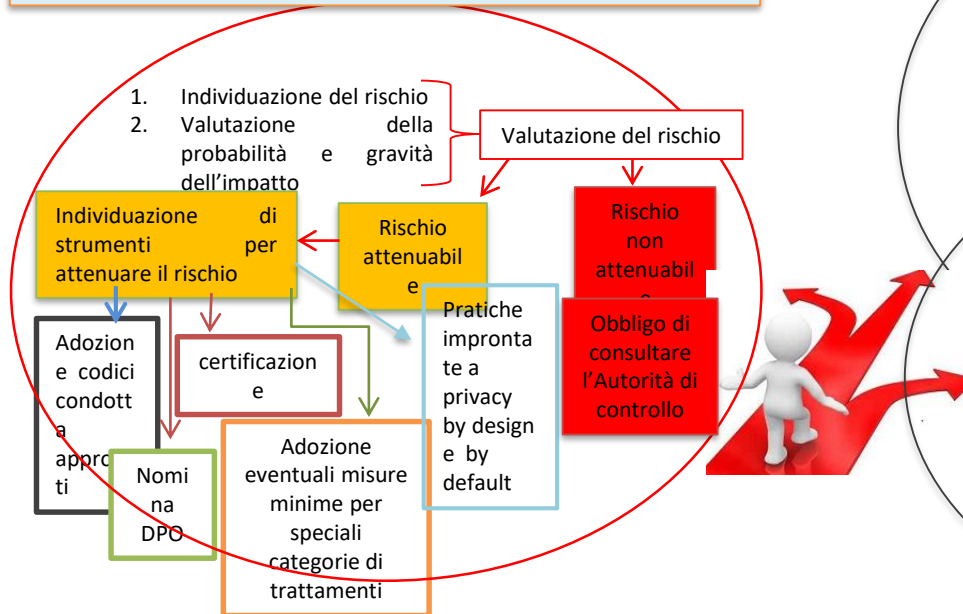 1. Individuazione del rischio
2. Valutazione della
probabilità e gravità
dell'impatto
Valutazione del rischio
Individuazione di
strumenti per
attenuare il rischio
Rischio
attenuabil
e
Rischio
non
attenuabil
Obbligo di
consultare
l'Autorità di
controllo
Adozion
e codici
condott
a
appro
ti
certificazion
e
Nomi
na
DPO
Adozione
eventuali misure
minime per
speciali
categorie di
trattamenti
Pratiche
impronta
te a
privacy
by design
e by
default